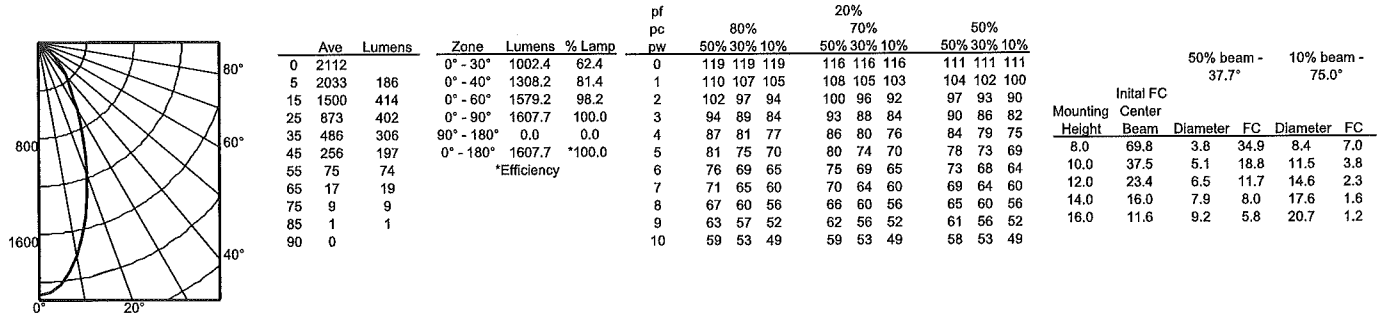 800
1600
0°
20°
40°
60°
80°
Ave Lumens
0 2112
5 2033 186
15 1500 414
25 873 402
35 486 306
45 256 197
55 75 74
65 17 19
75 9 9
85 1 1
90 0
Zone Lumens % Lamp
0° - 30° 1002.4 62.4
0° - 40° 1308.2 81.4
0° - 60° 1579.2 98.2
0° - 90° 1607.7 100.0
90° - 180° 0.0 0.0
0° - 180° 1607.7 *100.0
*Efficiency
pf 20%
pc 80% 70% 50%
pw 50% 30% 10% 50% 30% 10% 50% 30% 10%
0 119 119 119 116 116 116 111 111 111
1 110 107 105 108 105 103 104 102 100
2 102 97 94 100 96 92 97 93 90
3 94 89 84 93 88 84 90 86 82
4 87 81 77 86 80 76 84 79 75
5 81 75 70 80 74 70 78 73 69
6 76 69 65 75 69 65 73 68 64
7 71 65 60 70 64 60 69 64 60
8 67 60 56 66 60 56 65 60 56
9 63 57 52 62 56 52 61 56 52
10 59 53 49 59 53 49 58 53 49
50% beam - 10% beam -
37.7° 75.0°
Inital FC
Mounting Center
Height Beam Diameter FC Diameter FC
8.0 69.8 3.8 34.9 8.4 7.0
10.0 37.5 5.1 18.8 11.5 3.8
12.0 23.4 6.5 11.7 14.6 2.3
14.0 16.0 7.9 8.0 17.6 1.6
16.0 11.6 9.2 5.8 20.7 1.2